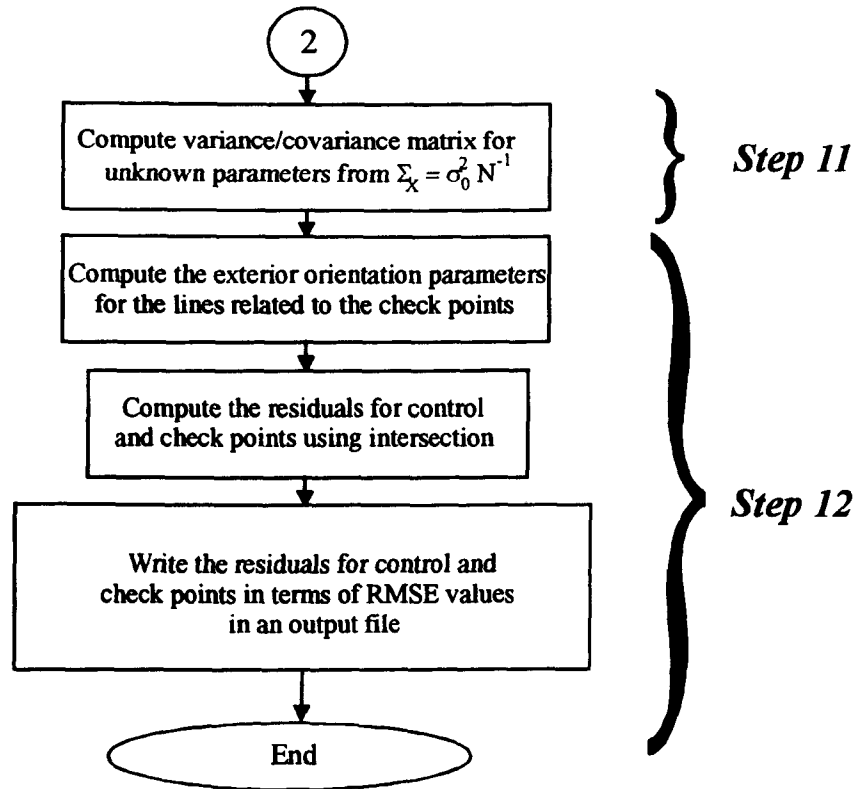 2
Compute variance/covariance matrix for
unknown parameters from Σ_X = σ_0^2 N^-1
Step 11
Compute the exterior orientation parameters
for the lines related to the check points
Compute the residuals for control
and check points using intersection
Step 12
Write the residuals for control and
check points in terms of RMSE values
in an output file
End